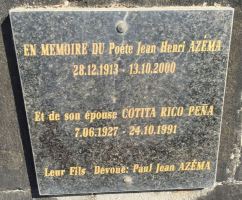 EN MEMOIRE DU Poète Jean Henri AZÉMA
28.12.1913 - 13.10.2000
Et de son épouse COTITA RICO PEÑA
7.06.1927 - 24.10.1991
Leur Fils Dévoué: Paul Jean AZÉMA